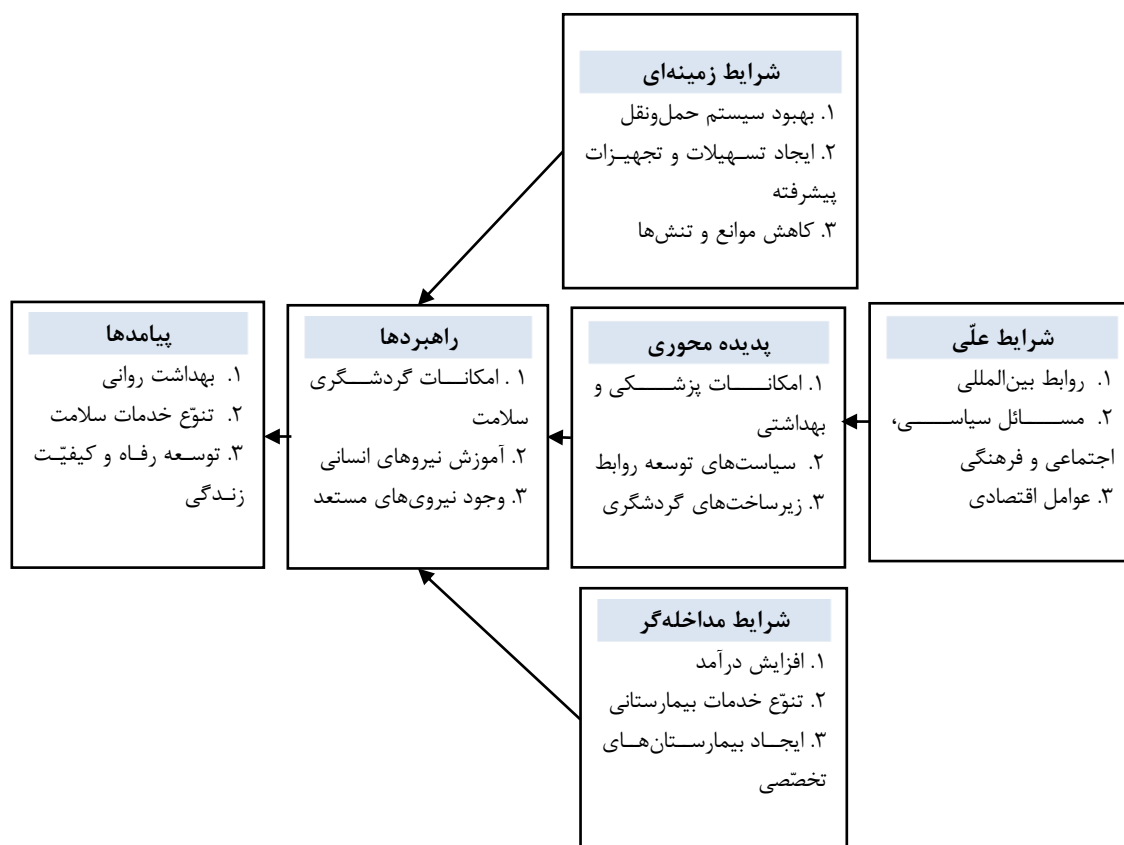 شرایط زمینه‌ای
۱. بهبود سیستم حمل‌ونقل
۲. ایجاد تسهیلات و تجهیزات
پیشرفته
۳. کاهش موانع و تنش‌ها
شرایط علّی
۱. روابط بین‌المللی
۲. مسائل سیاسی،
اجتماعی و فرهنگی
۳. عوامل اقتصادی
پدیده محوری
۱. امکانات پزشکی و
بهداشتی
۲. سیاست‌های توسعه روابط
۳. زیرساخت‌های گردشگری
راهبردها
۱. امکانات گردشگری
سلامت
۲. آموزش نیروهای انسانی
۳. وجود نیروی‌های مستعد
پیامدها
۱. بهداشت روانی
۲. تنوّع خدمات سلامت
۳. توسعه رفاه و کیفیّت
زندگی
شرایط مداخله‌گر
۱. افزایش درآمد
۲. تنوّع خدمات بیمارستانی
۳. ایجاد بیمارستان‌های
تخصّصی